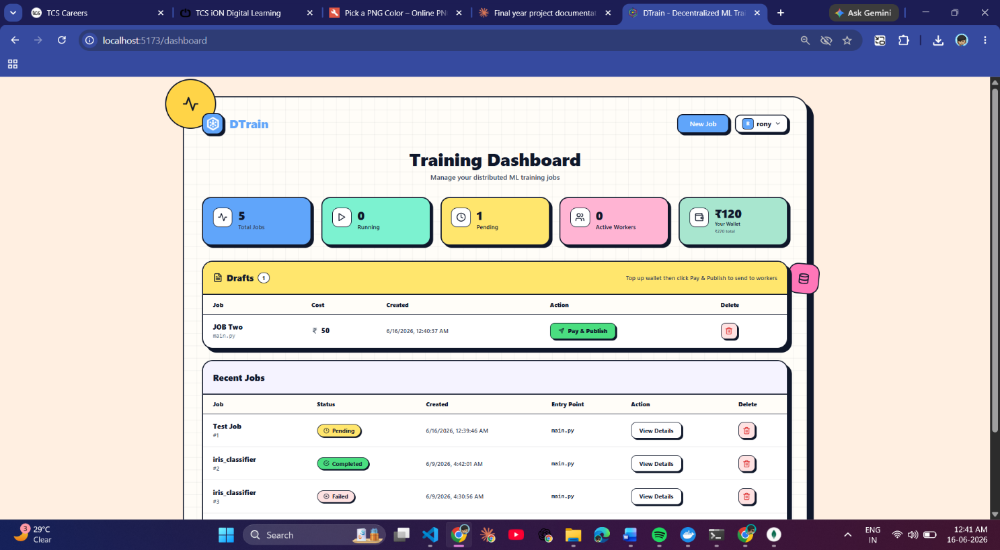 TCS Careers
TCS iON Digital Learning
Pick a PNG Color – Online PN
Final year project documentat
DTrain - Decentralized ML Trai
Ask Gemini
localhost:5173/dashboard
DTrain
New Job
R rony
Training Dashboard
Manage your distributed ML training jobs
5
Total Jobs
0
Running
1
Pending
0
Active Workers
₹120
Your Wallet
₹270 total
Drafts 1
Top up wallet then click Pay & Publish to send to workers
Job Cost Created Action Delete
JOB Two
main.py
₹ 50
6/16/2026, 12:40:37 AM
Pay & Publish
Recent Jobs
Job Status Created Entry Point Action Delete
Test Job
#1
Pending
6/16/2026, 12:39:46 AM
main.py
View Details
iris_classifier
#2
Completed
6/9/2026, 4:42:01 AM
main.py
View Details
iris_classifier
#3
Failed
6/9/2026, 4:30:56 AM
main.py
View Details
3
29°C
Clear
Search
ENG
IN
12:41 AM
16-06-2026